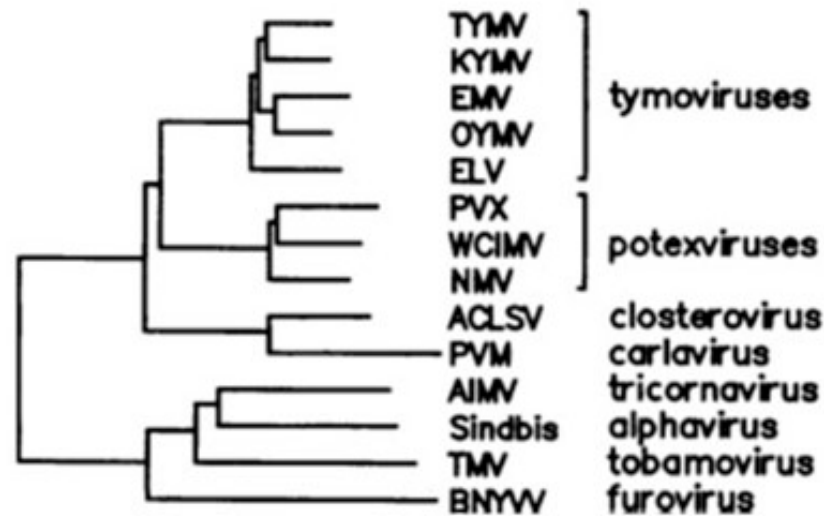 TYMV
KYMV
EMV tymoviruses
OYMV
ELV
PVX
WClMV potexviruses
NMV
ACLSV closterovirus
PVM carlavirus
AlMV tricornavirus
Sindbis alphavirus
TMV tobamovirus
BNYVV furovirus